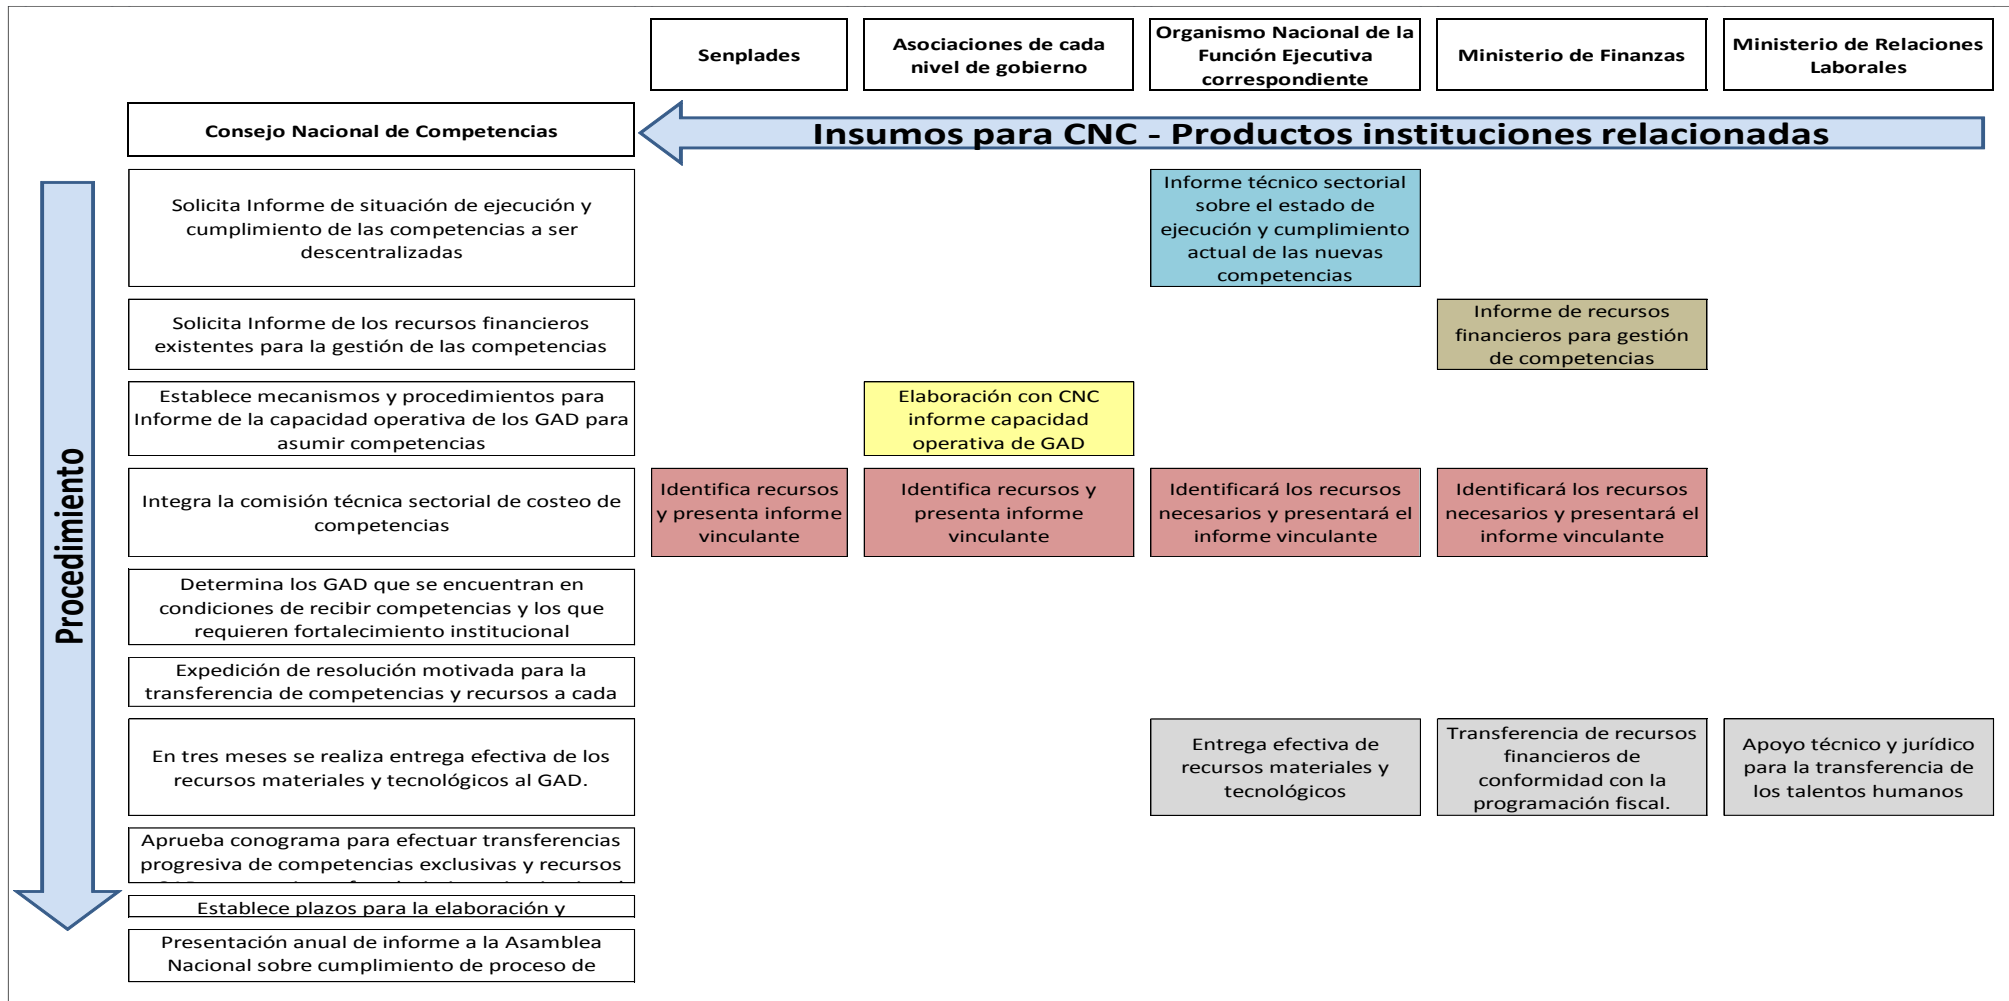 Senplades
Asociaciones de cada
nivel de gobierno
Organismo Nacional de la
Función Ejecutiva
correspondiente
Ministerio de Finanzas
Ministerio de Relaciones
Laborales
Consejo Nacional de Competencias
Insumos para CNC - Productos instituciones relacionadas
Procedimiento
Solicita Informe de situación de ejecución y
cumplimiento de las competencias a ser
descentralizadas
Informe técnico sectorial
sobre el estado de
ejecución y cumplimiento
actual de las nuevas
competencias
Solicita Informe de los recursos financieros
existentes para la gestión de las competencias
Informe de recursos
financieros para gestión
de competencias
Establece mecanismos y procedimientos para
Informe de la capacidad operativa de los GAD para
asumir competencias
Elaboración con CNC
informe capacidad
operativa de GAD
Integra la comisión técnica sectorial de costeo de
competencias
Identifica recursos
y presenta informe
vinculante
Identifica recursos y
presenta informe
vinculante
Identificará los recursos
necesarios y presentará el
informe vinculante
Identificará los recursos
necesarios y presentará el
informe vinculante
Determina los GAD que se encuentran en
condiciones de recibir competencias y los que
requieren fortalecimiento institucional
Expedición de resolución motivada para la
transferencia de competencias y recursos a cada
En tres meses se realiza entrega efectiva de los
recursos materiales y tecnológicos al GAD.
Entrega efectiva de
recursos materiales y
tecnológicos
Transferencia de recursos
financieros de
conformidad con la
programación fiscal.
Apoyo técnico y jurídico
para la transferencia de
los talentos humanos
Aprueba conograma para efectuar transferencias
progresiva de competencias exclusivas y recursos
Establece plazos para la elaboración y
Presentación anual de informe a la Asamblea
Nacional sobre cumplimiento de proceso de